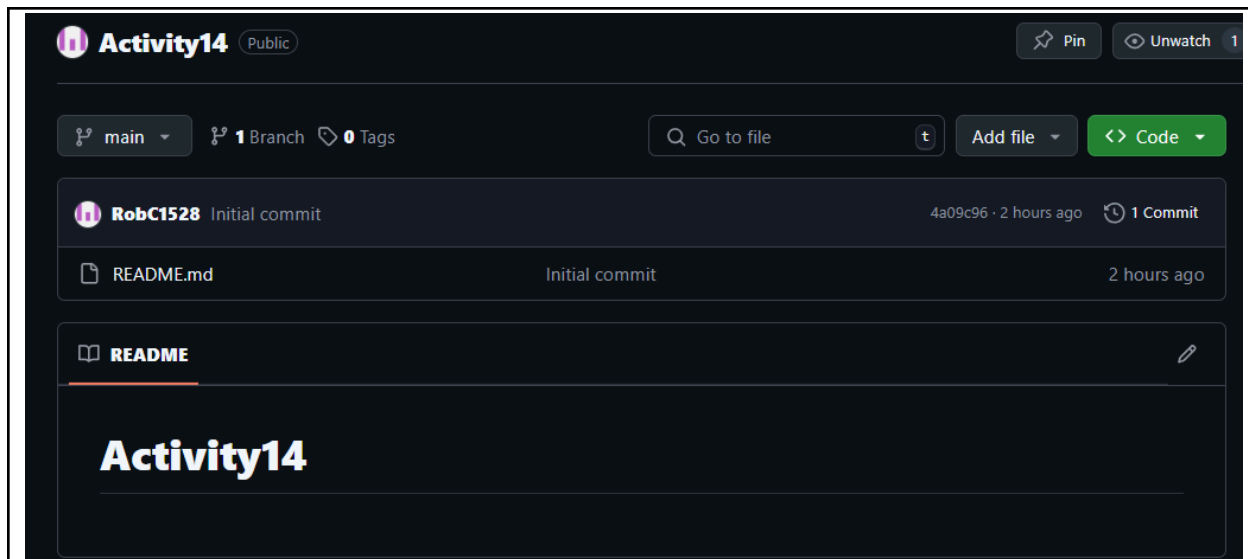 Activity14 Public Pin Unwatch 1
main 1 Branch 0 Tags Go to file t Add file Code
RobC1528 Initial commit 4a09c96 · 2 hours ago 1 Commit
README.md Initial commit 2 hours ago
README
Activity14